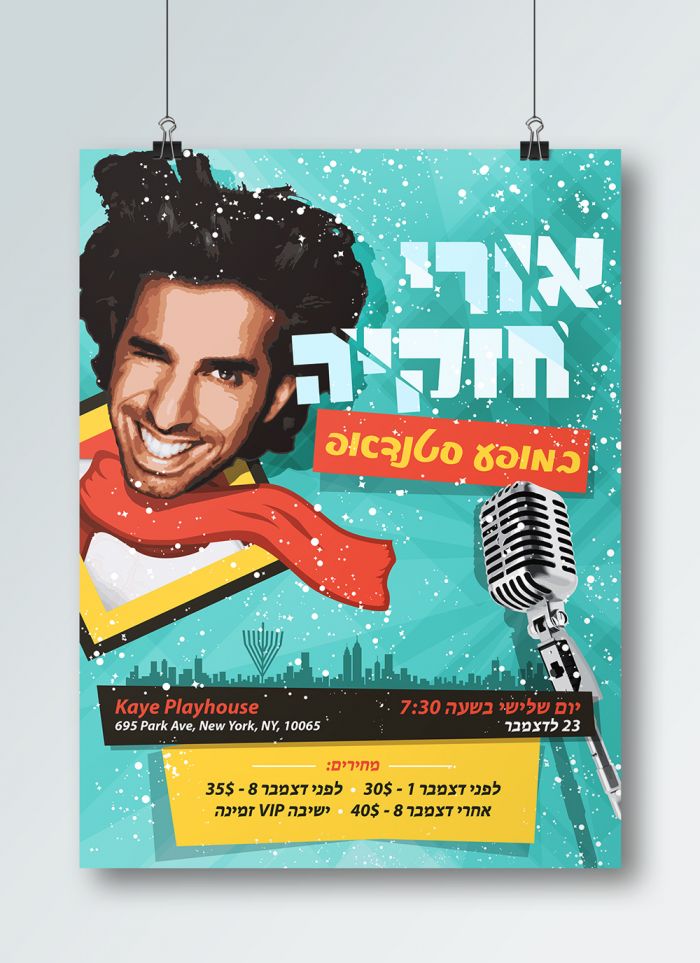 אורי
חזקיה
במופע סטנדאפ
Kaye Playhouse
695 Park Ave, New York, NY, 10065
יום שלישי בשעה 7:30
23 לדצמבר
מחירים:
לפני דצמבר 1 - 30$ • לפני דצמבר 8 - 35$
אחרי דצמבר 8 - 40$ • ישיבה VIP זמינה